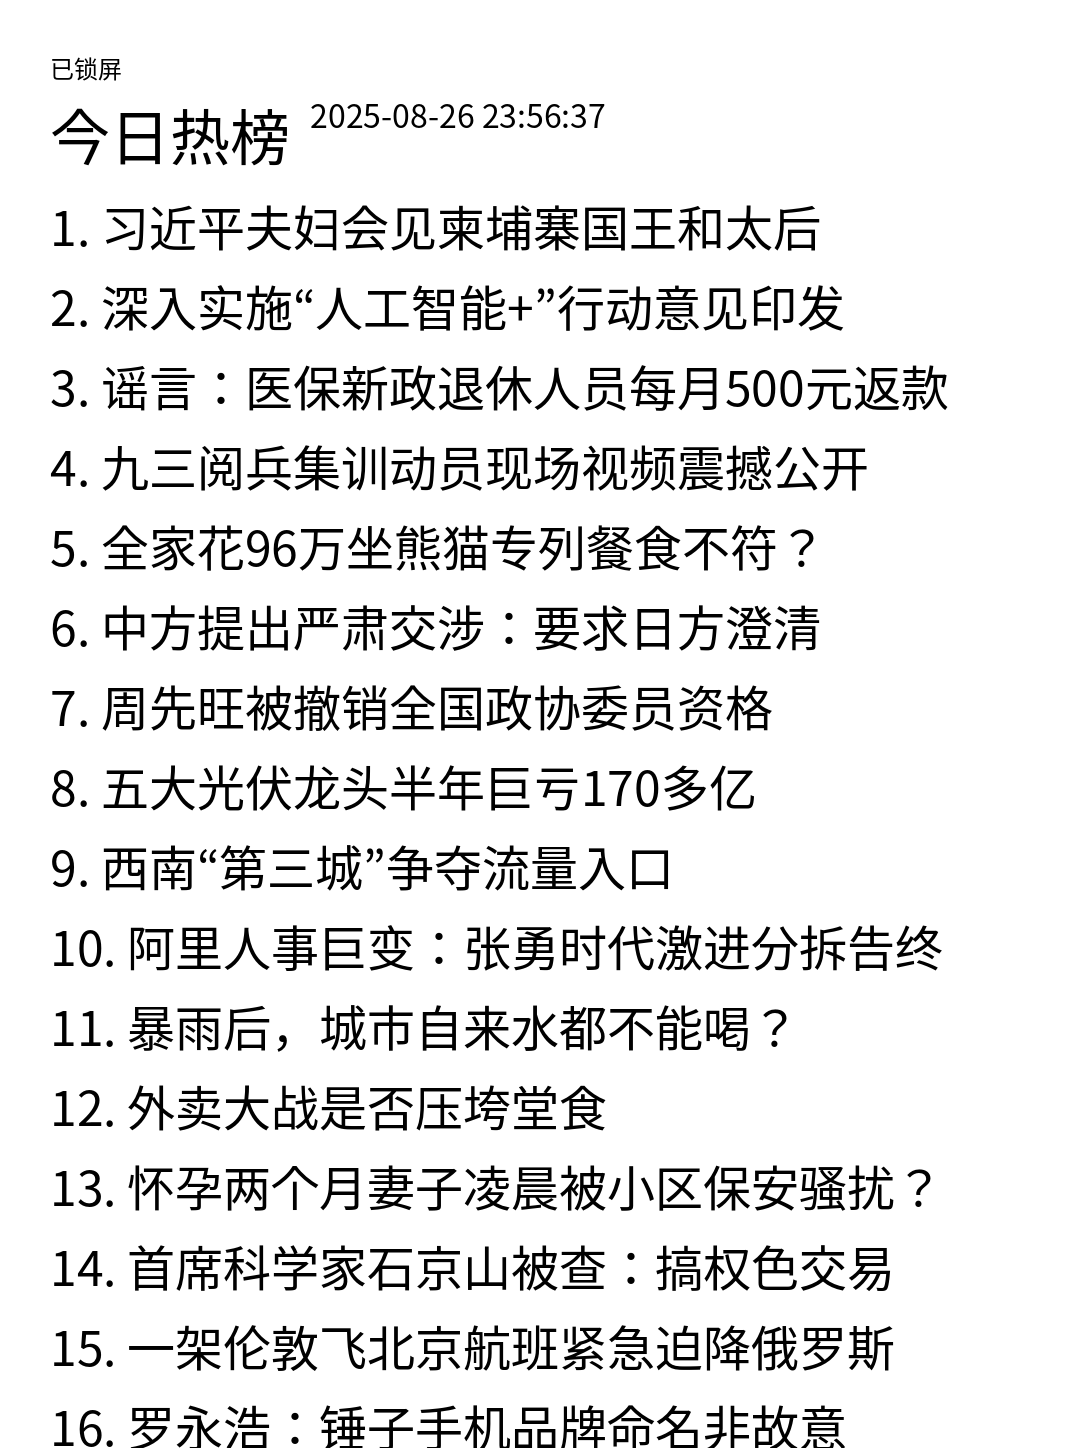 已锁屏
今日热榜 2025-08-26 23:56:37
1. 习近平夫妇会见柬埔寨国王和太后
2. 深入实施“人工智能+”行动意见印发
3. 谣言：医保新政退休人员每月500元返款
4. 九三阅兵集训动员现场视频震撼公开
5. 全家花96万坐熊猫专列餐食不符？
6. 中方提出严肃交涉：要求日方澄清
7. 周先旺被撤销全国政协委员资格
8. 五大光伏龙头半年巨亏170多亿
9. 西南“第三城”争夺流量入口
10. 阿里人事巨变：张勇时代激进分拆告终
11. 暴雨后，城市自来水都不能喝？
12. 外卖大战是否压垮堂食
13. 怀孕两个月妻子凌晨被小区保安骚扰？
14. 首席科学家石京山被查：搞权色交易
15. 一架伦敦飞北京航班紧急迫降俄罗斯
16. 罗永浩：锤子手机品牌命名非故意